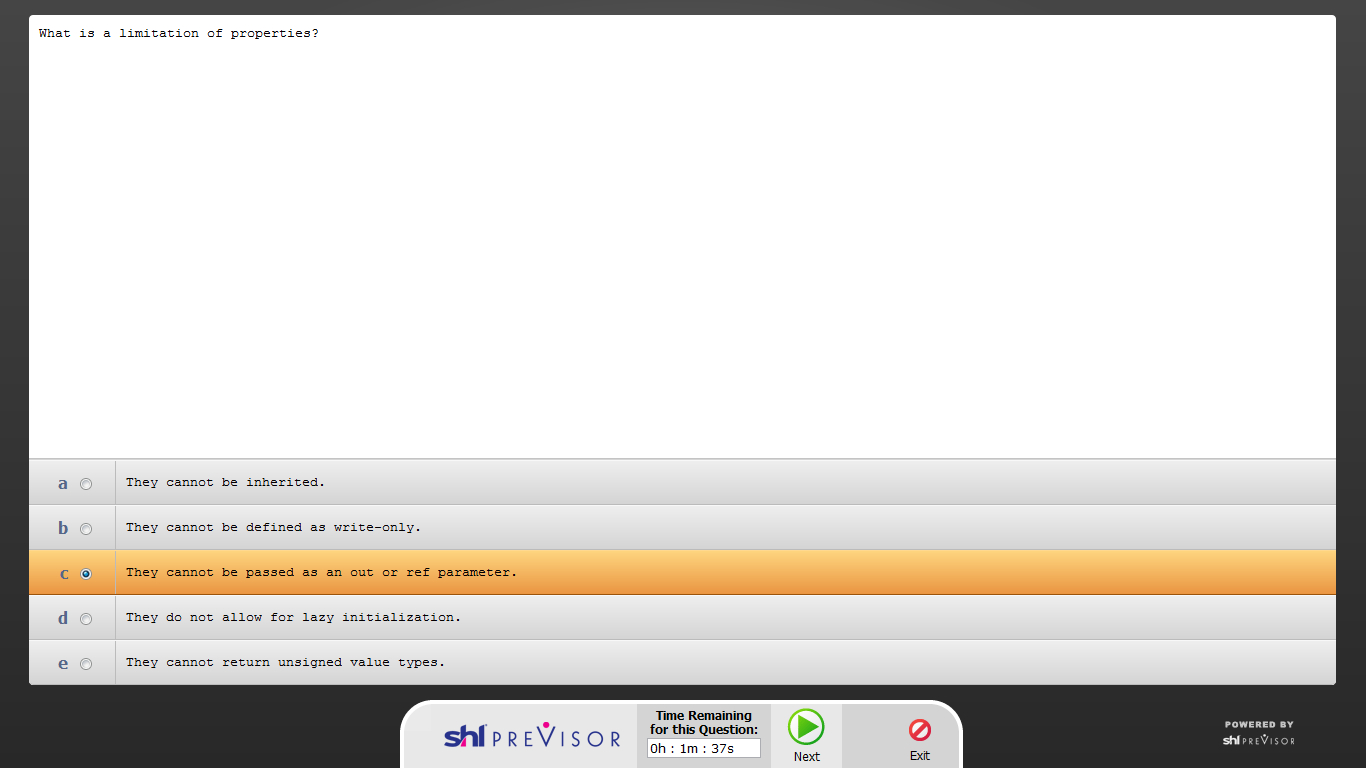 What is a limitation of properties?
a They cannot be inherited.
b They cannot be defined as write-only.
c They cannot be passed as an out or ref parameter.
d They do not allow for lazy initialization.
e They cannot return unsigned value types.
shl PREVISOR
Time Remaining
for this Question:
0h : 1m : 37s
Next
Exit
POWERED BY
shl PREVISOR